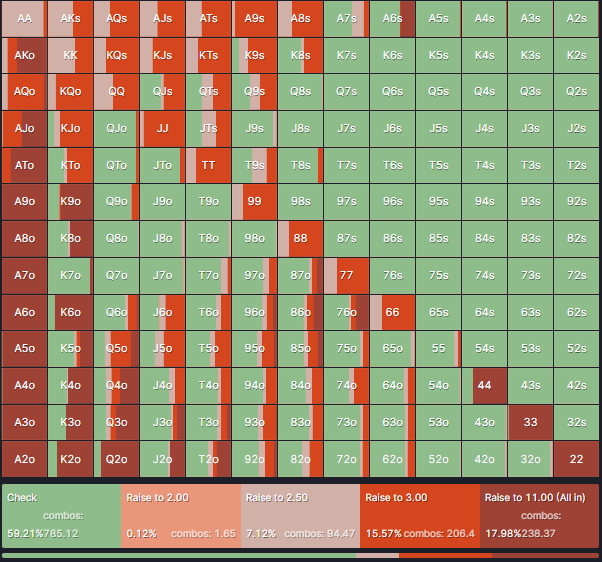 AA AKs AQs AJs ATs A9s A8s A7s A6s A5s A4s A3s A2s
AKo KK KQs KJs KTs K9s K8s K7s K6s K5s K4s K3s K2s
AQo KQo QQ QJs QTs Q9s Q8s Q7s Q6s Q5s Q4s Q3s Q2s
AJo KJo QJo JJ JTs J9s J8s J7s J6s J5s J4s J3s J2s
ATo KTo QTo JTo TT T9s T8s T7s T6s T5s T4s T3s T2s
A9o K9o Q9o J9o T9o 99 98s 97s 96s 95s 94s 93s 92s
A8o K8o Q8o J8o T8o 98o 88 87s 86s 85s 84s 83s 82s
A7o K7o Q7o J7o T7o 97o 87o 77 76s 75s 74s 73s 72s
A6o K6o Q6o J6o T6o 96o 86o 76o 66 65s 64s 63s 62s
A5o K5o Q5o J5o T5o 95o 85o 75o 65o 55 54s 53s 52s
A4o K4o Q4o J4o T4o 94o 84o 74o 64o 54o 44 43s 42s
A3o K3o Q3o J3o T3o 93o 83o 73o 63o 53o 43o 33 32s
A2o K2o Q2o J2o T2o 92o 82o 72o 62o 52o 42o 32o 22
Check Raise to 2.00 Raise to 2.50 Raise to 3.00 Raise to 11.00 (All in)
combos: combos:
59.21%785.12 0.12% combos: 1.65 7.12% combos: 94.47 15.57% combos: 206.4 17.98%238.37